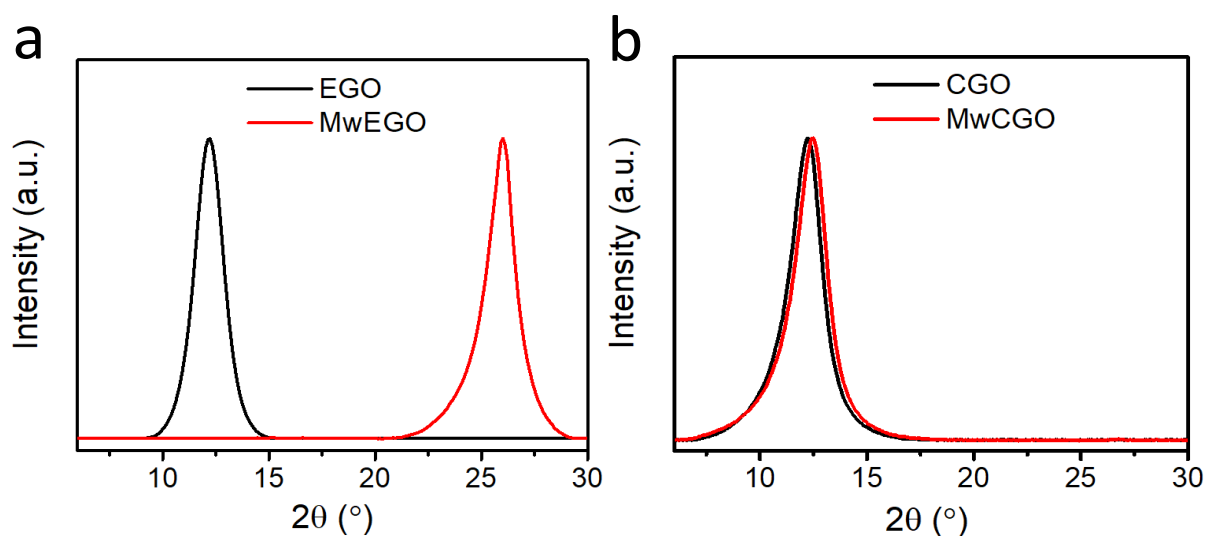 a
EGO
MwEGO
Intensity (a.u.)
10 15 20 25 30
2θ (°)
b
CGO
MwCGO
Intensity (a.u.)
10 15 20 25 30
2θ (°)